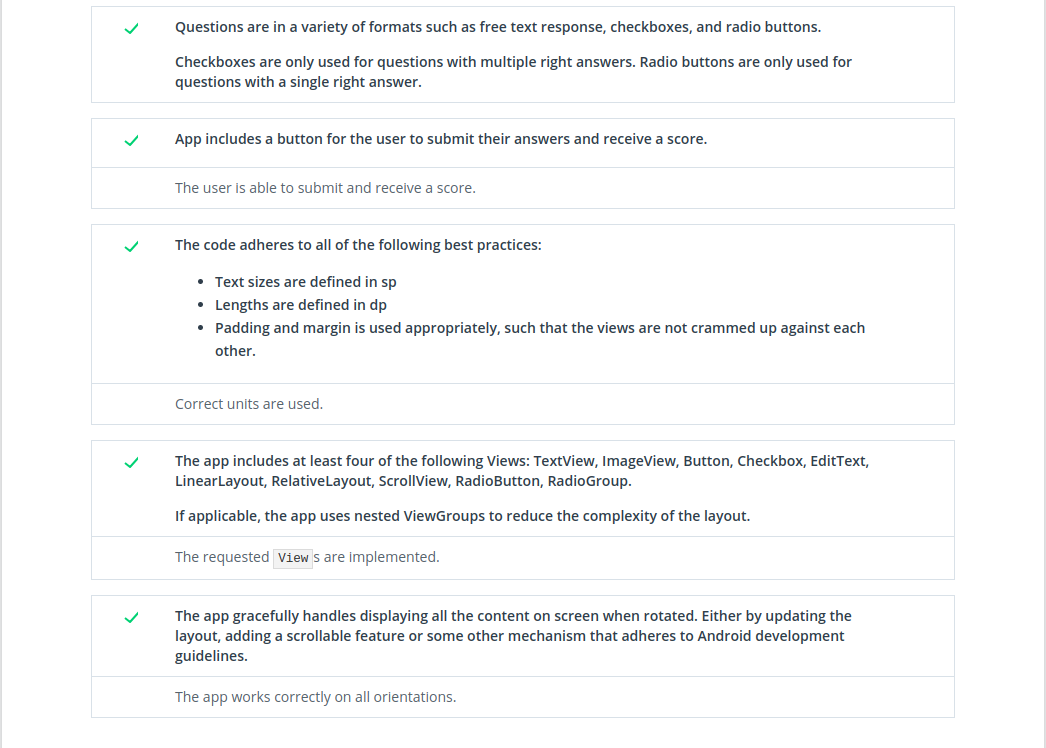 Questions are in a variety of formats such as free text response, checkboxes, and radio buttons.
Checkboxes are only used for questions with multiple right answers. Radio buttons are only used for
questions with a single right answer.
App includes a button for the user to submit their answers and receive a score.
The user is able to submit and receive a score.
The code adheres to all of the following best practices:
• Text sizes are defined in sp
• Lengths are defined in dp
• Padding and margin is used appropriately, such that the views are not crammed up against each
other.
Correct units are used.
The app includes at least four of the following Views: TextView, ImageView, Button, Checkbox, EditText,
LinearLayout, RelativeLayout, ScrollView, RadioButton, RadioGroup.
If applicable, the app uses nested ViewGroups to reduce the complexity of the layout.
The requested Views are implemented.
The app gracefully handles displaying all the content on screen when rotated. Either by updating the
layout, adding a scrollable feature or some other mechanism that adheres to Android development
guidelines.
The app works correctly on all orientations.